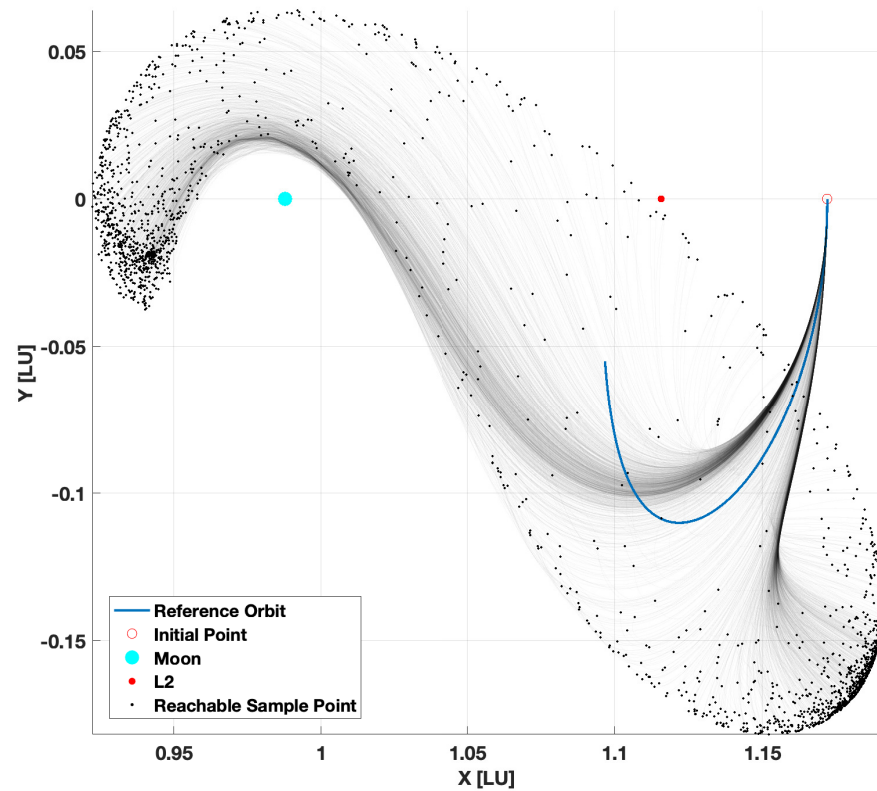 0.05
0
-0.05
-0.1
-0.15
Y [LU]
Reference Orbit
Initial Point
Moon
L2
Reachable Sample Point
0.95
1
1.05
1.1
1.15
X [LU]